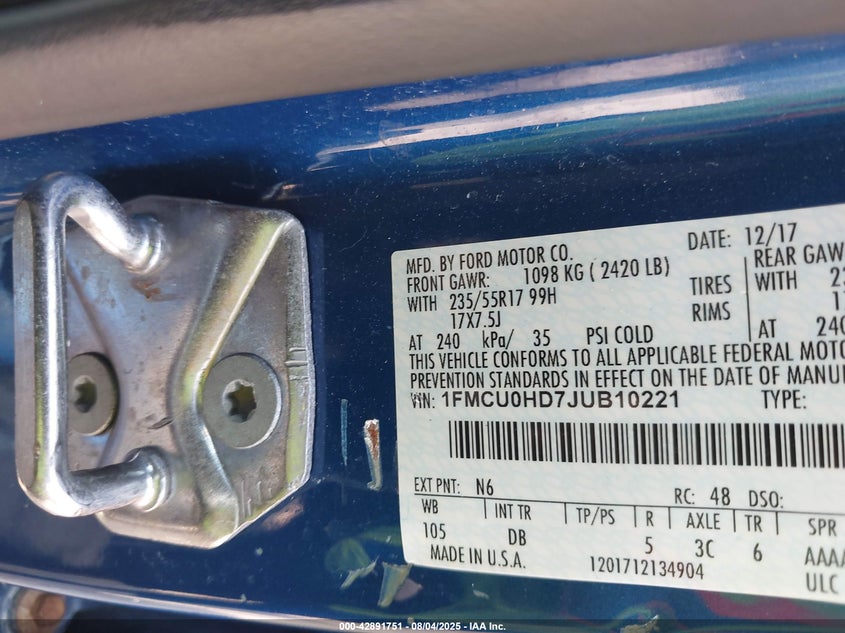 MFD. BY FORD MOTOR CO. DATE: 12/17
FRONT GAWR: 1098 KG ( 2420 LB) REAR GAW
WITH 235/55R17 99H TIRES WITH
17X7.5J RIMS
AT 240 kPa/ 35 PSI COLD AT 240
THIS VEHICLE CONFORMS TO ALL APPLICABLE FEDERAL MOTO
PREVENTION STANDARDS IN EFFECT ON THE DATE OF MANU
VIN: 1FMCU0HD7JUB10221 TYPE:
EXT PNT: N6 RC: 48 DSO:
WB INT TR TP/PS R AXLE TR SPR
105 DB 5 3C 6 AAAA
MADE IN U.S.A. 1201712134904 ULC
000-42891751 - 08/04/2025 - IAA Inc.